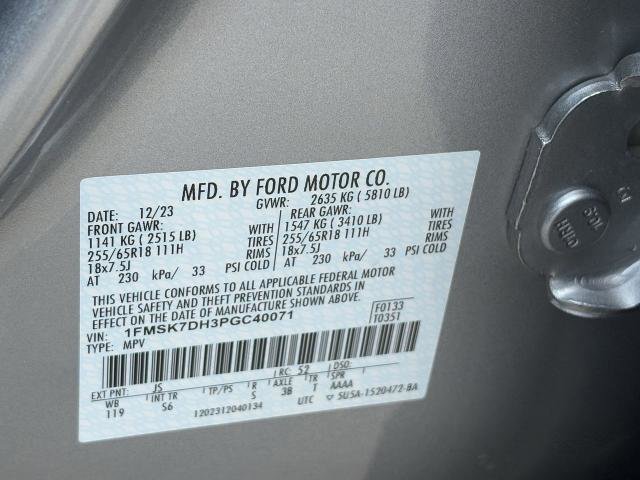 MFD. BY FORD MOTOR CO.
DATE: 12/23 GVWR: 2635 KG ( 5810 LB)
FRONT GAWR: REAR GAWR:
1141 KG ( 2515 LB) 1547 KG ( 3410 LB)
255/65R18 111H TIRES 255/65R18 111H TIRES
18x7.5J RIMS 18x7.5J RIMS
AT 230 kPa/ 33 PSI COLD AT 230 kPa/ 33 PSI COLD
THIS VEHICLE CONFORMS TO ALL APPLICABLE FEDERAL MOTOR
VEHICLE SAFETY AND THEFT PREVENTION STANDARDS IN
EFFECT ON THE DATE OF MANUFACTURE SHOWN ABOVE.
VIN: 1FMSK7DH3PGC40071 F0133
TYPE: MPV T0351
EXT PNT: JS RC: 52 DSO:
WB INT TR TP/PS R AXLE TR SPR
119 S6 S 3B T AAAA
1202312040134 UTC ▽ 5U5A-1520472-BA